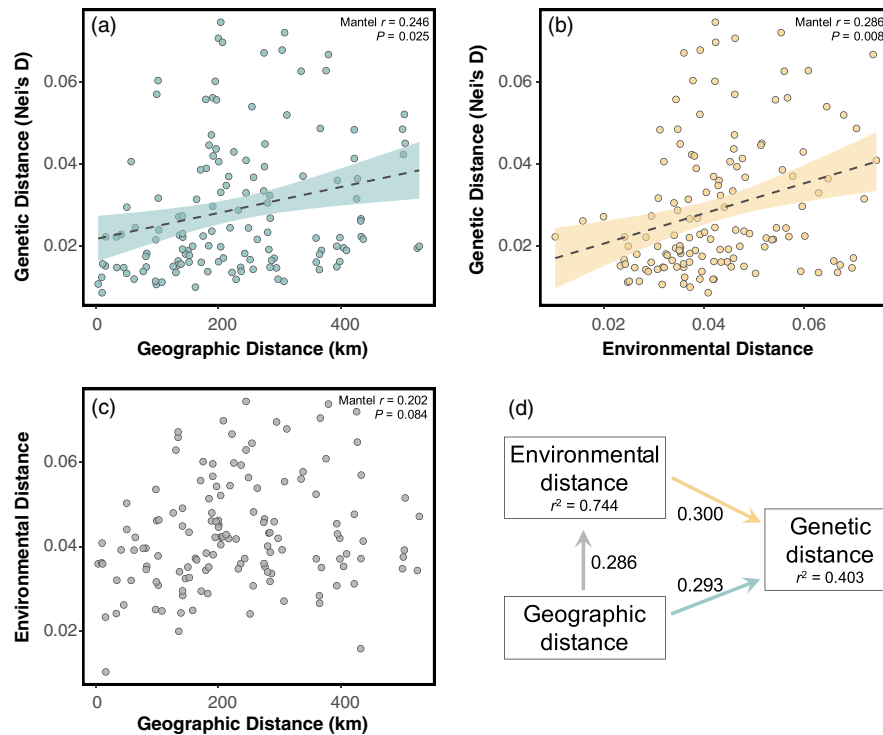 (a)
Mantel r = 0.246
P = 0.025
Genetic Distance (Nei's D)
0.06
0.04
0.02
0
200
400
Geographic Distance (km)
(b)
Mantel r = 0.286
P = 0.008
Genetic Distance (Nei's D)
0.06
0.04
0.02
0.02
0.04
0.06
Environmental Distance
(c)
Mantel r = 0.202
P = 0.084
Environmental Distance
0.06
0.04
0.02
0
200
400
Geographic Distance (km)
(d)
Environmental
distance
r² = 0.744
0.300
Genetic
distance
r² = 0.403
0.286
0.293
Geographic
distance